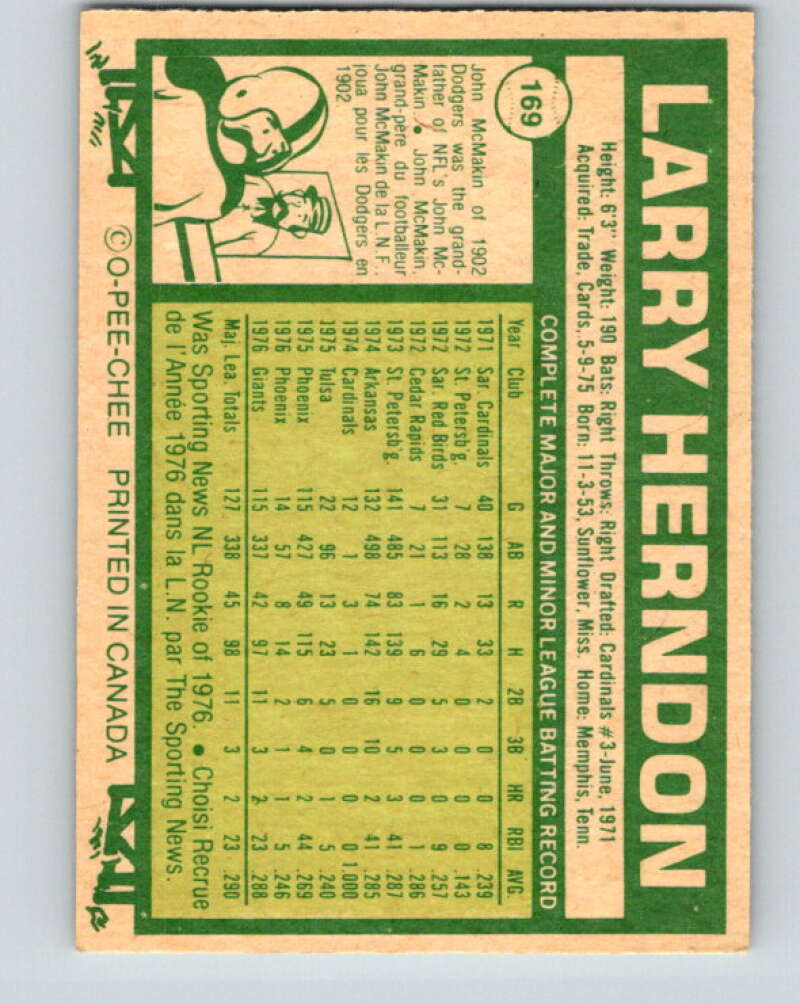 169
LARRY HERNDON
Height: 6'3" Weight: 190 Bats: Right Throws: Right Drafted: Cardinals #3-June, 1971
Acquired: Trade, Cards, 5-9-75 Born: 11-3-53, Sunflower, Miss. Home: Memphis, Tenn.
John McMakin of 1902
Dodgers was the grand-
father of NFL's John Mc-
Makin. • John McMakin,
grand-père du footballeur
John McMakin de la L.N.F.
joua pour les Dodgers en
1902.
COMPLETE MAJOR AND MINOR LEAGUE BATTING RECORD
Year Club G AB R H 2B 3B HR RBI AVG.
1971 Sar. Cardinals 40 138 13 33 2 0 0 8 .239
1972 St. Petersb'g. 7 28 2 4 0 0 0 0 .143
1972 Sar. Red Birds 31 113 16 29 5 3 0 9 .257
1972 Cedar Rapids 7 21 1 6 0 0 0 1 .286
1973 St. Petersb'g. 141 485 83 139 9 5 3 41 .287
1974 Arkansas 132 498 74 142 16 10 2 41 .285
1974 Cardinals 12 1 3 1 0 0 0 0 1.000
1975 Tulsa 22 96 13 23 5 0 1 5 .240
1975 Phoenix 115 427 49 115 6 4 2 44 .269
1976 Phoenix 14 57 8 14 2 1 1 5 .246
1976 Giants 115 337 42 97 11 3 2 23 .288
Maj. Lea. Totals 127 338 45 98 11 3 2 23 .290
Was Sporting News NL Rookie of 1976. • Choisi Recrue
de l'Année 1976 dans la L.N. par The Sporting News.
©O-PEE-CHEE PRINTED IN CANADA